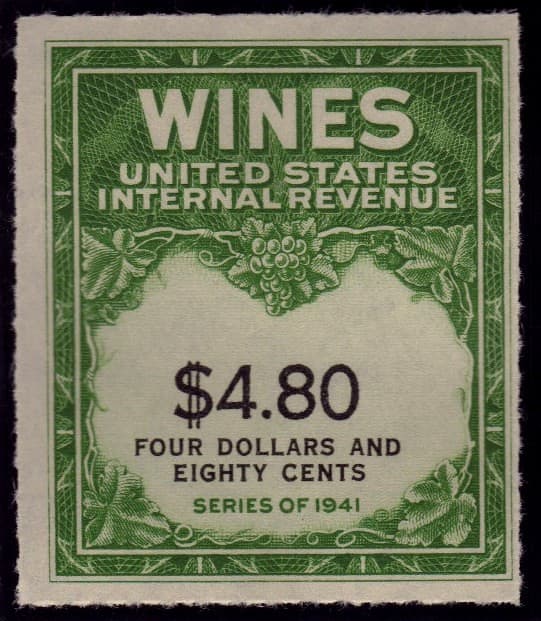 WINES
UNITED STATES
INTERNAL REVENUE
$4.80
FOUR DOLLARS AND
EIGHTY CENTS
SERIES OF 1941